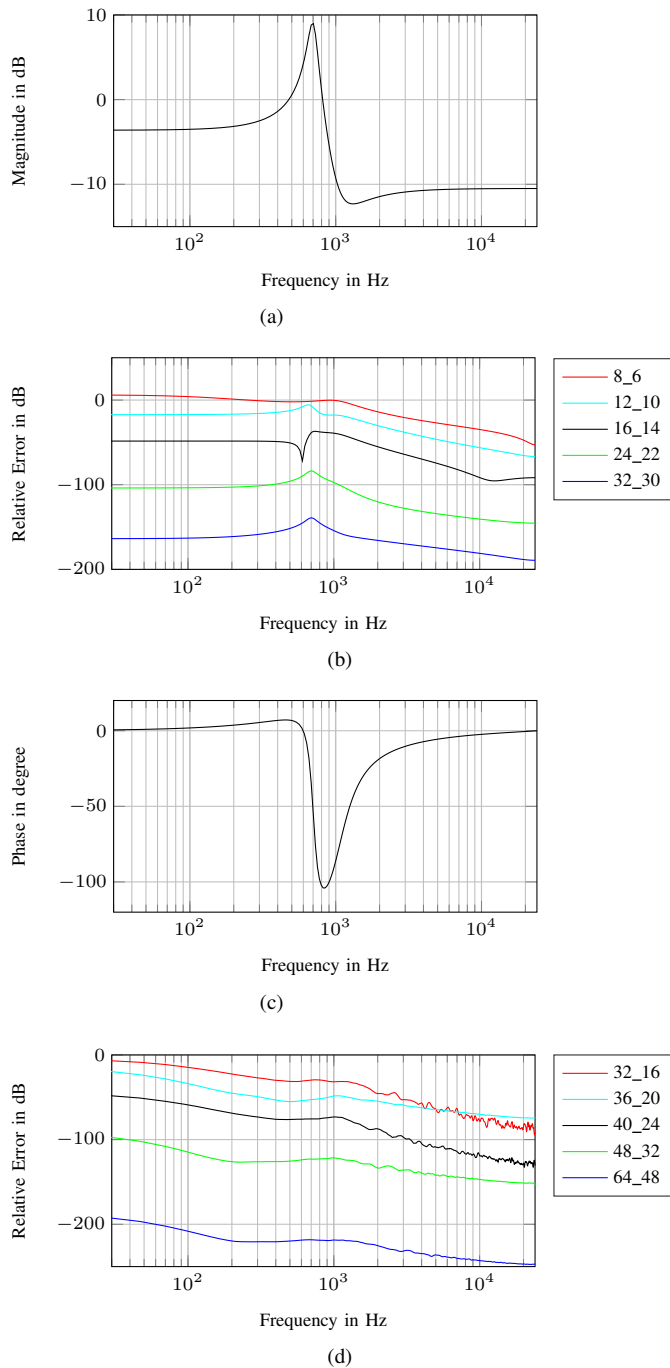 10
0
−10
Magnitude in dB
10^2
10^3
10^4
Frequency in Hz
(a)
0
−100
−200
Relative Error in dB
10^2
10^3
10^4
Frequency in Hz
8_6
12_10
16_14
24_22
32_30
(b)
0
−50
−100
Phase in degree
10^2
10^3
10^4
Frequency in Hz
(c)
0
−100
−200
Relative Error in dB
10^2
10^3
10^4
Frequency in Hz
32_16
36_20
40_24
48_32
64_48
(d)